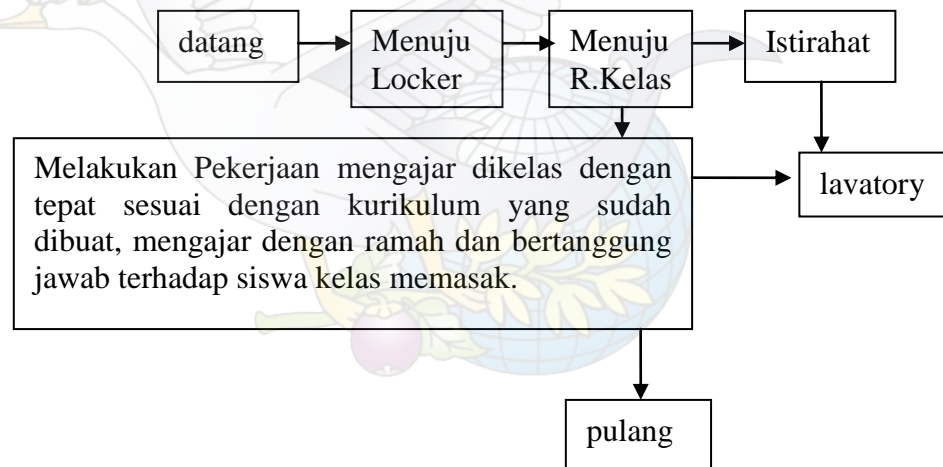 datang
Menuju
Locker
Menuju
R.Kelas
Istirahat
Melakukan Pekerjaan mengajar dikelas dengan
tepat sesuai dengan kurikulum yang sudah
dibuat, mengajar dengan ramah dan bertanggung
jawab terhadap siswa kelas memasak.
lavatory
pulang